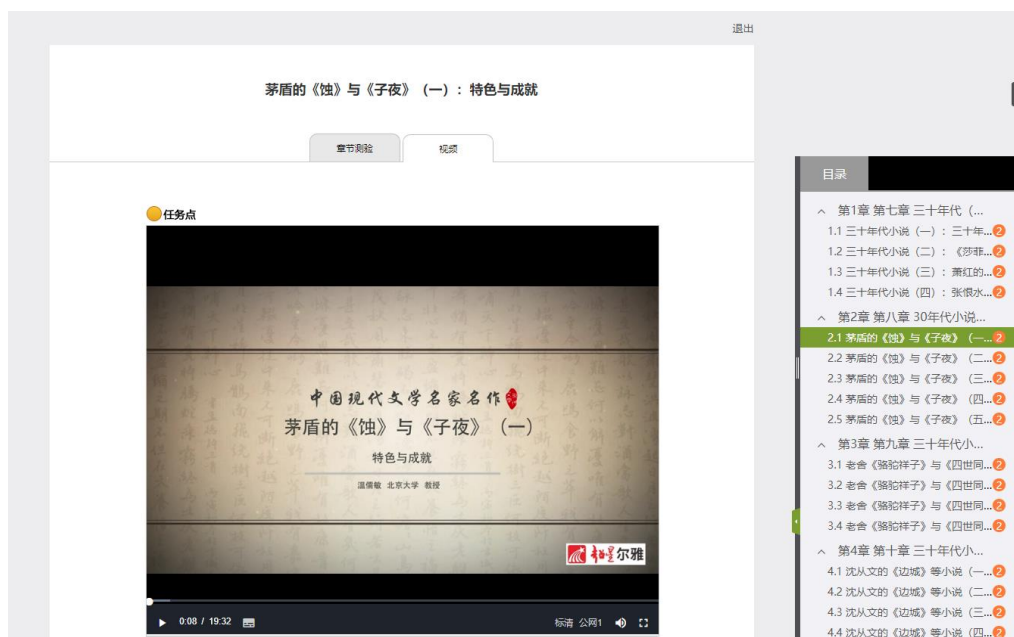 退出
茅盾的《蚀》与《子夜》（一）：特色与成就
章节测验
视频
任务点
中国现代文学名家名作
茅盾的《蚀》与《子夜》（一）
特色与成就
温儒敏 北京大学 教授
超星尔雅
0:08 / 19:32
标清 公网1
目录
第1章 第七章 三十年代（...
1.1 三十年代小说（一）：三十年...2
1.2 三十年代小说（二）：《莎菲...2
1.3 三十年代小说（三）：萧红的...2
1.4 三十年代小说（四）：张恨水...2
第2章 第八章 30年代小说...
2.1 茅盾的《蚀》与《子夜》（一...2
2.2 茅盾的《蚀》与《子夜》（二...2
2.3 茅盾的《蚀》与《子夜》（三...2
2.4 茅盾的《蚀》与《子夜》（四...2
2.5 茅盾的《蚀》与《子夜》（五...2
第3章 第九章 三十年代小...
3.1 老舍《骆驼祥子》与《四世同...2
3.2 老舍《骆驼祥子》与《四世同...2
3.3 老舍《骆驼祥子》与《四世同...2
3.4 老舍《骆驼祥子》与《四世同...2
第4章 第十章 三十年代小...
4.1 沈从文的《边城》等小说（一...2
4.2 沈从文的《边城》等小说（二...2
4.3 沈从文的《边城》等小说（三...2
4.4 沈从文的《边城》等小说（四...2